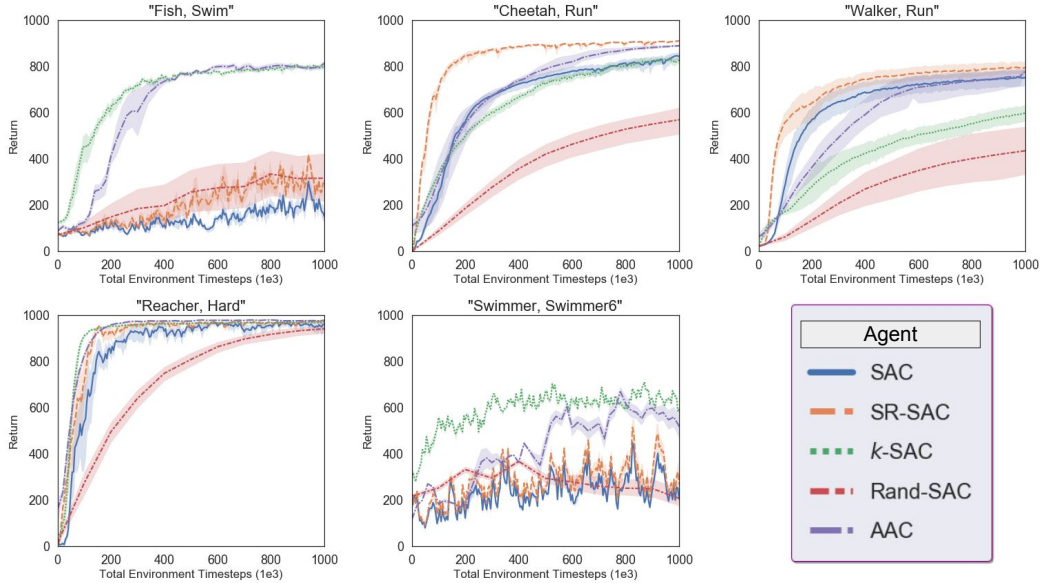 "Fish, Swim"
1000
800
600
400
200
0
Return
0 200 400 600 800 1000
Total Environment Timesteps (1e3)
"Cheetah, Run"
1000
800
600
400
200
0
Return
0 200 400 600 800 1000
Total Environment Timesteps (1e3)
"Walker, Run"
1000
800
600
400
200
0
Return
0 200 400 600 800 1000
Total Environment Timesteps (1e3)
"Reacher, Hard"
1000
800
600
400
200
0
Return
0 200 400 600 800 1000
Total Environment Timesteps (1e3)
"Swimmer, Swimmer6"
1000
800
600
400
200
0
Return
0 200 400 600 800 1000
Total Environment Timesteps (1e3)
Agent
SAC
SR-SAC
k-SAC
Rand-SAC
AAC